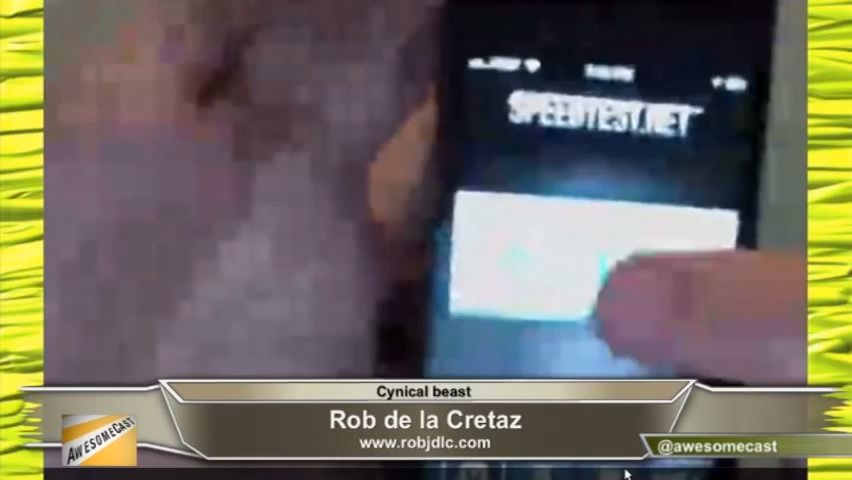 SPEEDTEST.NET
Cynical beast
Rob de la Cretaz
www.robjdlc.com
@awesomecast
AWESOMECAST